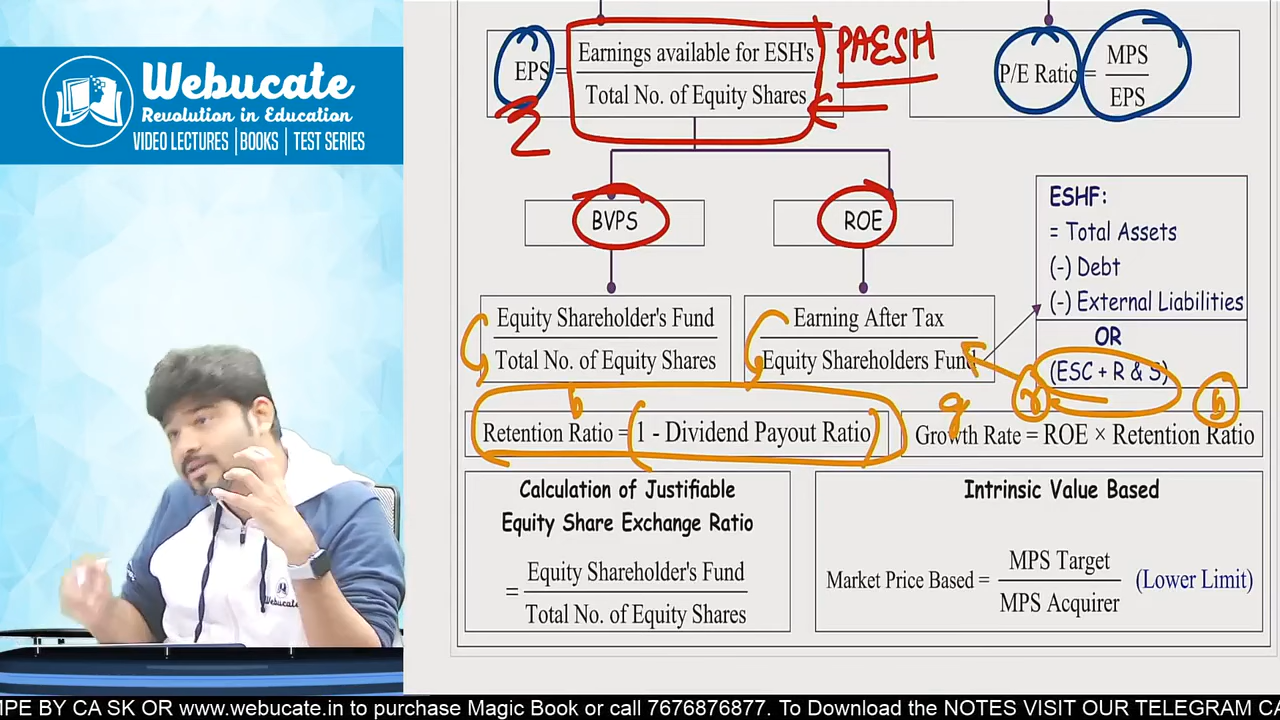 Webucate
Revolution in Education
VIDEO LECTURES | BOOKS | TEST SERIES
EPS = Earnings available for ESH's
Total No. of Equity Shares
PAESH
P/E Ratio = MPS
EPS
2
BVPS
ROE
Equity Shareholder's Fund
Total No. of Equity Shares
Earning After Tax
Equity Shareholders Fund
ESHF:
= Total Assets
(-) Debt
(-) External Liabilities
OR
(ESC + R & S)
b
g
r
b
Retention Ratio = 1 - Dividend Payout Ratio
Growth Rate = ROE × Retention Ratio
Calculation of Justifiable
Equity Share Exchange Ratio
= Equity Shareholder's Fund
Total No. of Equity Shares
Intrinsic Value Based
Market Price Based = MPS Target
MPS Acquirer
(Lower Limit)
Webucate
MPE BY CA SK OR www.webucate.in to purchase Magic Book or call 7676876877. To Download the NOTES VISIT OUR TELEGRAM CA